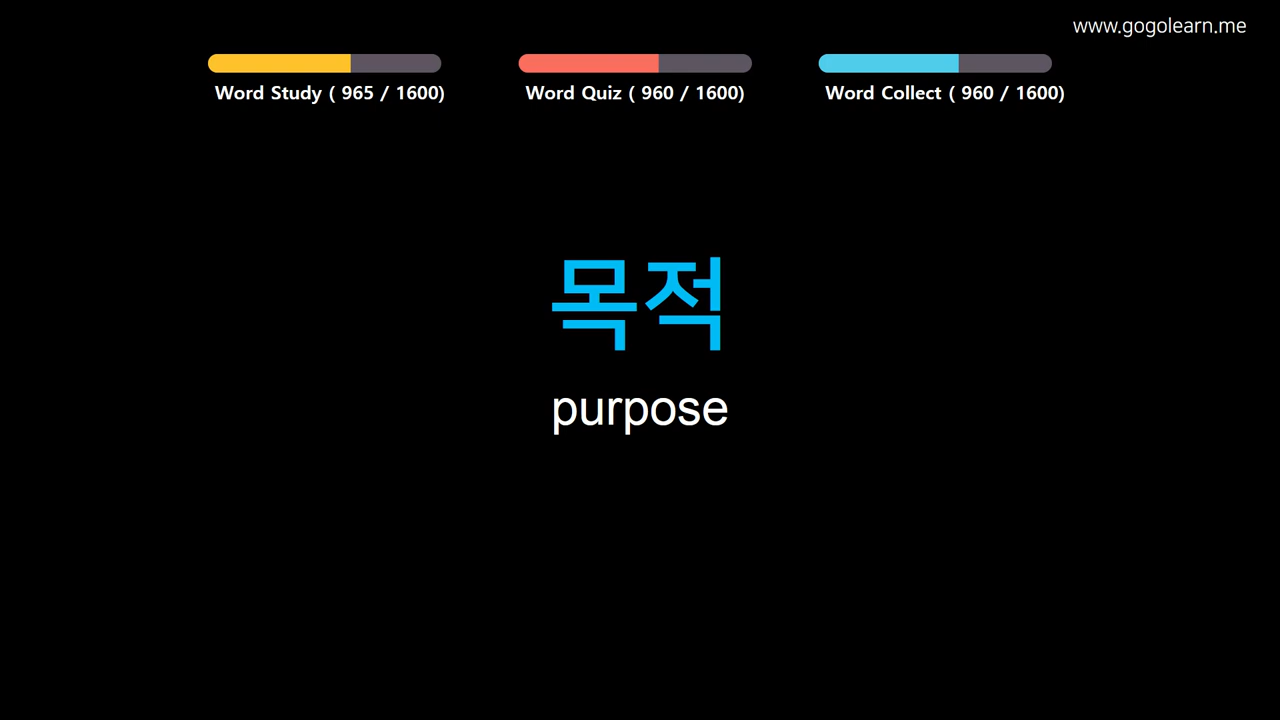 www.gogolearn.me
Word Study ( 965 / 1600)
Word Quiz ( 960 / 1600)
Word Collect ( 960 / 1600)
목적
purpose